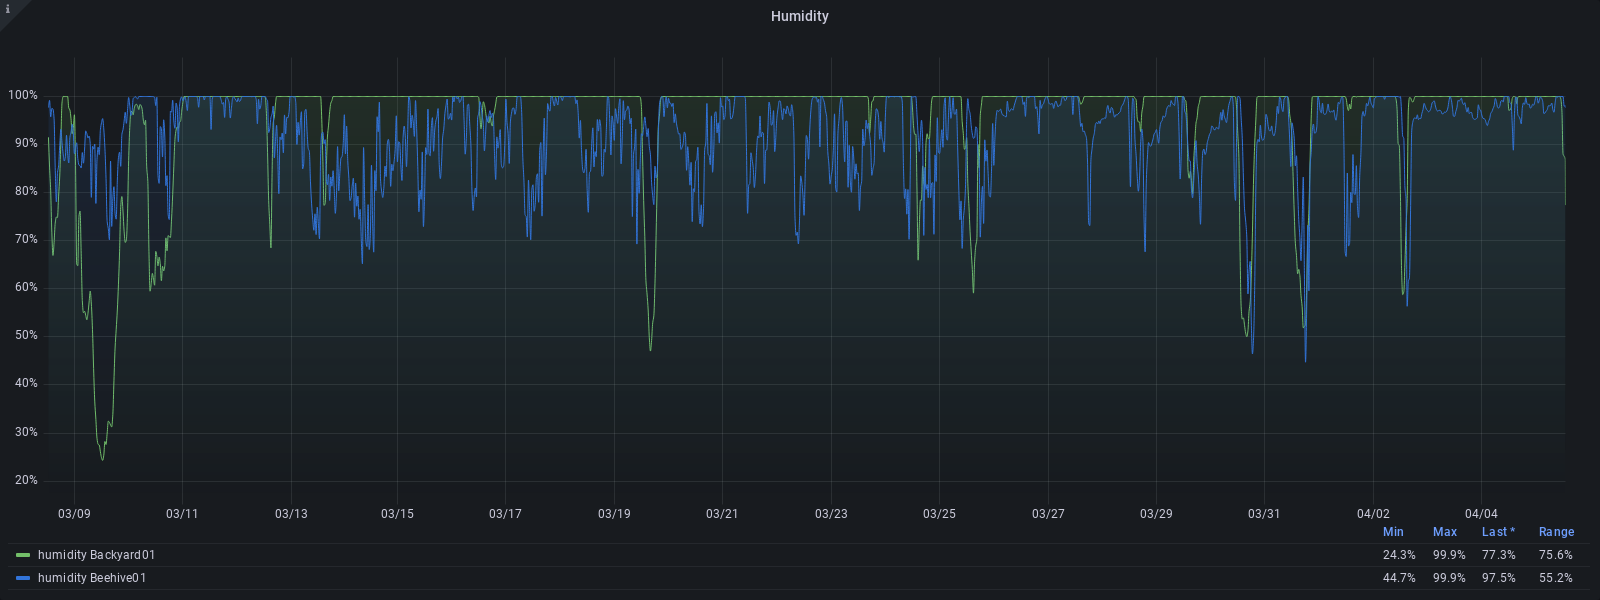 i
Humidity
100%
90%
80%
70%
60%
50%
40%
30%
20%
03/09 03/11 03/13 03/15 03/17 03/19 03/21 03/23 03/25 03/27 03/29 03/31 04/02 04/04
Min Max Last * Range
humidity Backyard01 24.3% 99.9% 77.3% 75.6%
humidity Beehive01 44.7% 99.9% 97.5% 55.2%